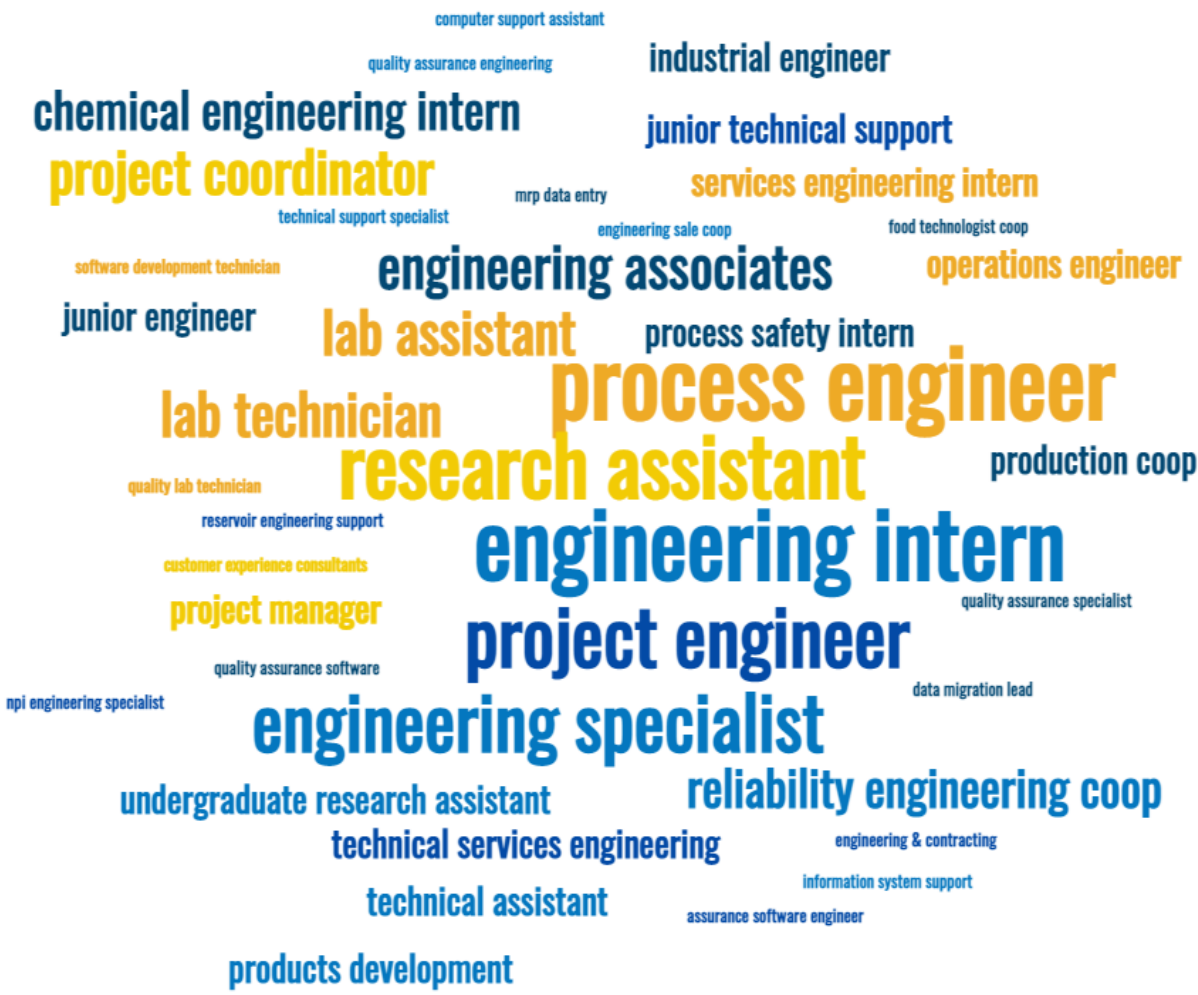 computer support assistant
quality assurance engineering
industrial engineer
chemical engineering intern
junior technical support
project coordinator
services engineering intern
mrp data entry
technical support specialist
engineering sale coop
food technologist coop
software development technician
engineering associates
operations engineer
junior engineer
lab assistant
process safety intern
process engineer
lab technician
research assistant
production coop
quality lab technician
reservoir engineering support
engineering intern
customer experience consultants
quality assurance specialist
project manager
project engineer
quality assurance software
data migration lead
npi engineering specialist
engineering specialist
reliability engineering coop
undergraduate research assistant
technical services engineering
engineering & contracting
information system support
technical assistant
assurance software engineer
products development